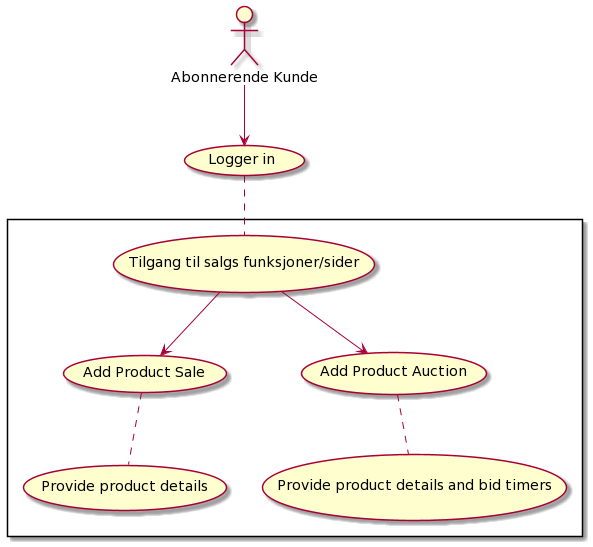 Abonnerende Kunde
Logger in
Tilgang til salgs funksjoner/sider
Add Product Sale
Add Product Auction
Provide product details
Provide product details and bid timers